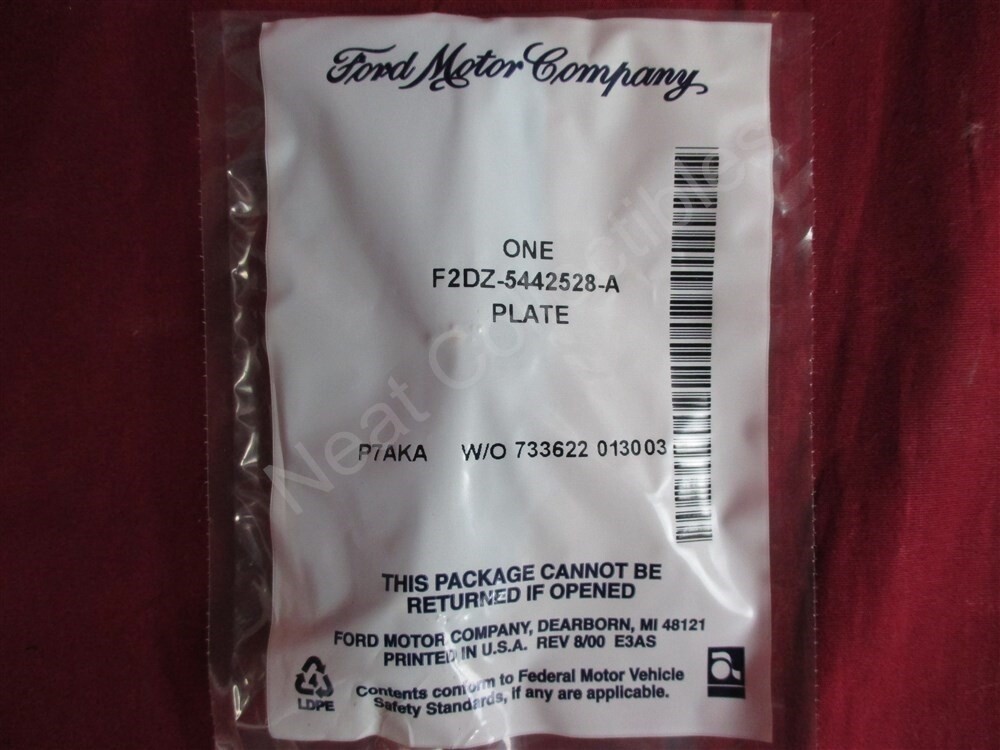 Ford Motor Company
ONE
F2DZ-5442528-A
PLATE
P7AKA W/O 733622 013003
THIS PACKAGE CANNOT BE
RETURNED IF OPENED
FORD MOTOR COMPANY, DEARBORN, MI 48121
PRINTED IN U.S.A. REV 8/00 E3AS
4
LDPE
Contents conform to Federal Motor Vehicle
Safety Standards, if any are applicable.
a
Neat Collectibles